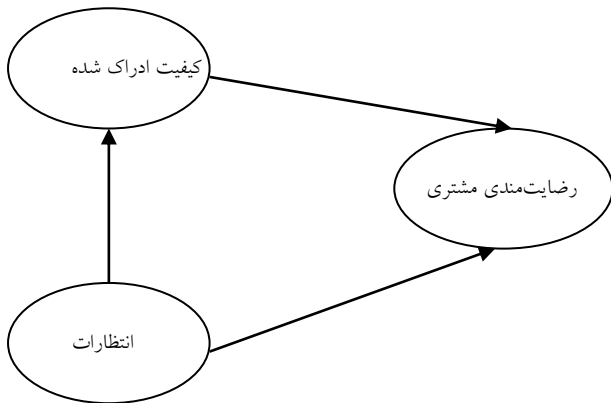 کیفیت ادراک شده
رضایت‌مندی مشتری
انتظارات